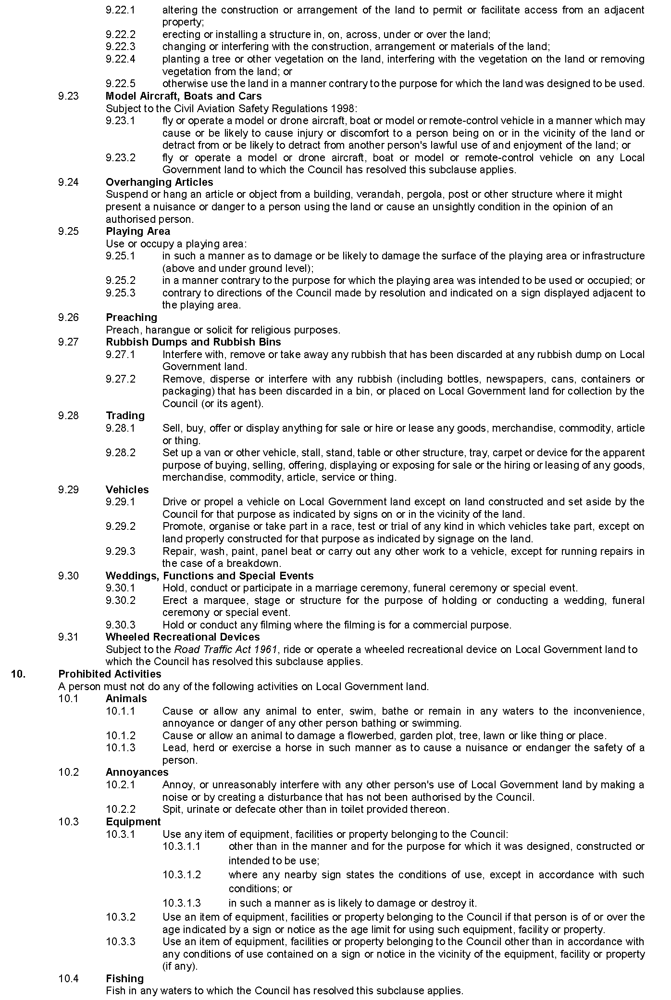 9.22.1 altering the construction or arrangement of the land to permit or facilitate access from an adjacent
property;
9.22.2 erecting or installing a structure in, on, across, under or over the land;
9.22.3 changing or interfering with the construction, arrangement or materials of the land;
9.22.4 planting a tree or other vegetation on the land, interfering with the vegetation on the land or removing
vegetation from the land; or
9.22.5 otherwise use the land in a manner contrary to the purpose for which the land was designed to be used.
9.23 Model Aircraft, Boats and Cars
Subject to the Civil Aviation Safety Regulations 1998:
9.23.1 fly or operate a model or drone aircraft, boat or model or remote-control vehicle in a manner which may
cause or be likely to cause injury or discomfort to a person being on or in the vicinity of the land or
detract from or be likely to detract from another person's lawful use of and enjoyment of the land; or
9.23.2 fly or operate a model or drone aircraft, boat or model or remote-control vehicle on any Local
Government land to which the Council has resolved this subclause applies.
9.24 Overhanging Articles
Suspend or hang an article or object from a building, verandah, pergola, post or other structure where it might
present a nuisance or danger to a person using the land or cause an unsightly condition in the opinion of an
authorised person.
9.25 Playing Area
Use or occupy a playing area:
9.25.1 in such a manner as to damage or be likely to damage the surface of the playing area or infrastructure
(above and under ground level);
9.25.2 in a manner contrary to the purpose for which the playing area was intended to be used or occupied; or
9.25.3 contrary to directions of the Council made by resolution and indicated on a sign displayed adjacent to
the playing area.
9.26 Preaching
Preach, harangue or solicit for religious purposes.
9.27 Rubbish Dumps and Rubbish Bins
9.27.1 Interfere with, remove or take away any rubbish that has been discarded at any rubbish dump on Local
Government land.
9.27.2 Remove, disperse or interfere with any rubbish (including bottles, newspapers, cans, containers or
packaging) that has been discarded in a bin, or placed on Local Government land for collection by the
Council (or its agent).
9.28 Trading
9.28.1 Sell, buy, offer or display anything for sale or hire or lease any goods, merchandise, commodity, article
or thing.
9.28.2 Set up a van or other vehicle, stall, stand, table or other structure, tray, carpet or device for the apparent
purpose of buying, selling, offering, displaying or exposing for sale or the hiring or leasing of any goods,
merchandise, commodity, article, service or thing.
9.29 Vehicles
9.29.1 Drive or propel a vehicle on Local Government land except on land constructed and set aside by the
Council for that purpose as indicated by signs on or in the vicinity of the land.
9.29.2 Promote, organise or take part in a race, test or trial of any kind in which vehicles take part, except on
land properly constructed for that purpose as indicated by signage on the land.
9.29.3 Repair, wash, paint, panel beat or carry out any other work to a vehicle, except for running repairs in
the case of a breakdown.
9.30 Weddings, Functions and Special Events
9.30.1 Hold, conduct or participate in a marriage ceremony, funeral ceremony or special event.
9.30.2 Erect a marquee, stage or structure for the purpose of holding or conducting a wedding, funeral
ceremony or special event.
9.30.3 Hold or conduct any filming where the filming is for a commercial purpose.
9.31 Wheeled Recreational Devices
Subject to the Road Traffic Act 1961, ride or operate a wheeled recreational device on Local Government land to
which the Council has resolved this subclause applies.
10. Prohibited Activities
A person must not do any of the following activities on Local Government land.
10.1 Animals
10.1.1 Cause or allow any animal to enter, swim, bathe or remain in any waters to the inconvenience,
annoyance or danger of any other person bathing or swimming.
10.1.2 Cause or allow an animal to damage a flowerbed, garden plot, tree, lawn or like thing or place.
10.1.3 Lead, herd or exercise a horse in such manner as to cause a nuisance or endanger the safety of a
person.
10.2 Annoyances
10.2.1 Annoy, or unreasonably interfere with any other person's use of Local Government land by making a
noise or by creating a disturbance that has not been authorised by the Council.
10.2.2 Spit, urinate or defecate other than in toilet provided thereon.
10.3 Equipment
10.3.1 Use any item of equipment, facilities or property belonging to the Council:
10.3.1.1 other than in the manner and for the purpose for which it was designed, constructed or
intended to be use;
10.3.1.2 where any nearby sign states the conditions of use, except in accordance with such
conditions; or
10.3.1.3 in such a manner as is likely to damage or destroy it.
10.3.2 Use an item of equipment, facilities or property belonging to the Council if that person is of or over the
age indicated by a sign or notice as the age limit for using such equipment, facility or property.
10.3.3 Use an item of equipment, facilities or property belonging to the Council other than in accordance with
any conditions of use contained on a sign or notice in the vicinity of the equipment, facility or property
(if any).
10.4 Fishing
Fish in any waters to which the Council has resolved this subclause applies.